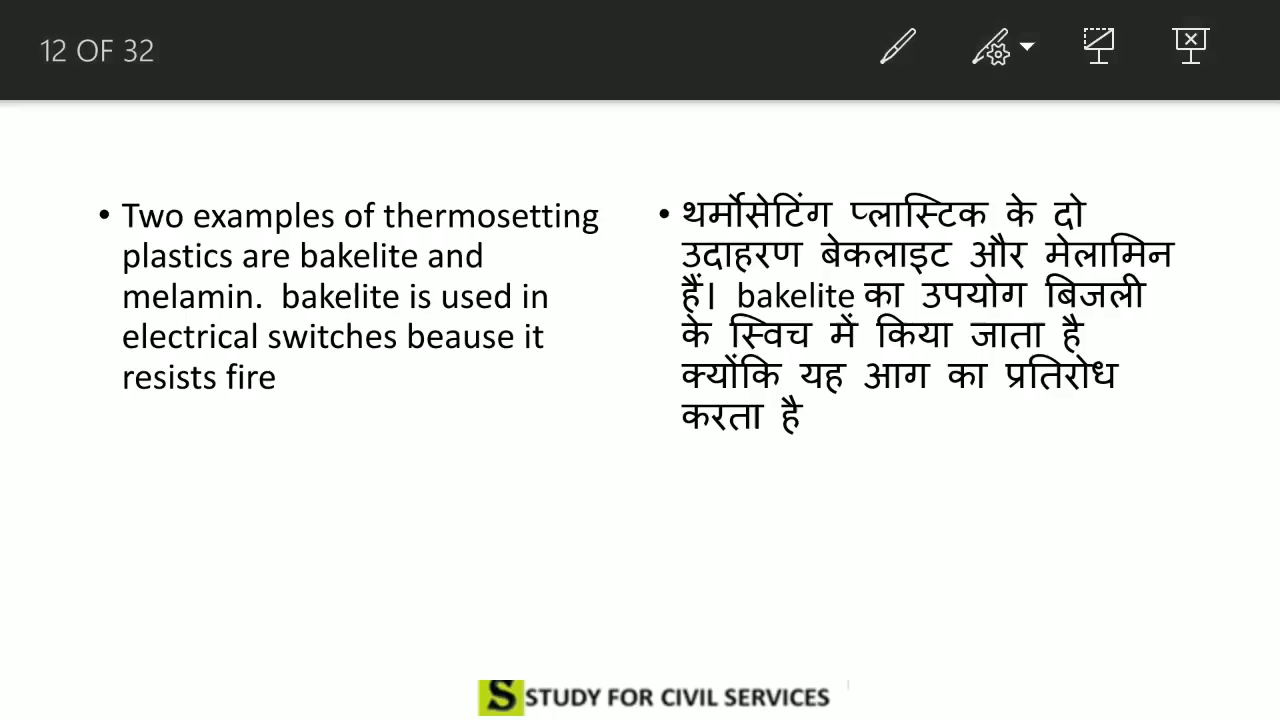 12 OF 32
• Two examples of thermosetting
plastics are bakelite and
melamin.  bakelite is used in
electrical switches beause it
resists fire
• थर्मोसेटिंग प्लास्टिक के दो
उदाहरण बेकलाइट और मेलामिन
हैं। bakelite का उपयोग बिजली
के स्विच में किया जाता है
क्योंकि यह आग का प्रतिरोध
करता है
S STUDY FOR CIVIL SERVICES